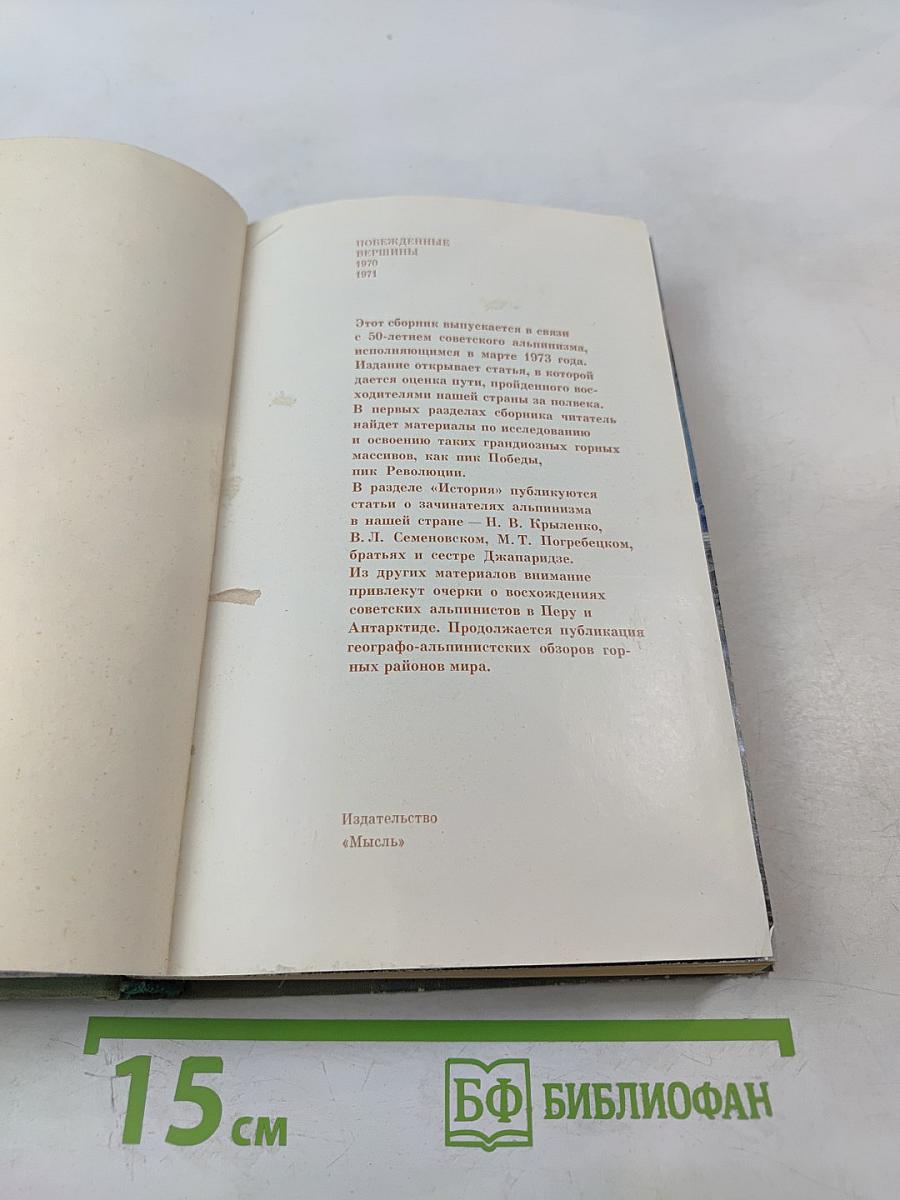 ПОБЕЖДЕННЫЕ
ВЕРШИНЫ
1970
1971
Этот сборник выпускается в связи
с 50-летием советского альпинизма,
исполняющимся в марте 1973 года.
Издание открывает статья, в которой
дается оценка пути, пройденного вос-
ходителями нашей страны за полвека.
В первых разделах сборника читатель
найдет материалы по исследованию
и освоению таких грандиозных горных
массивов, как пик Победы,
пик Революции.
В разделе «История» публикуются
статьи о зачинателях альпинизма
в нашей стране — Н. В. Крыленко,
В. Л. Семеновском, М. Т. Погребецком,
братьях и сестре Джапаридзе.
Из других материалов внимание
привлекут очерки о восхождениях
советских альпинистов в Перу и
Антарктиде. Продолжается публикация
географо-альпинистских обзоров гор-
ных районов мира.
Издательство
«Мысль»
15 см
БФ БИБЛИОФАН